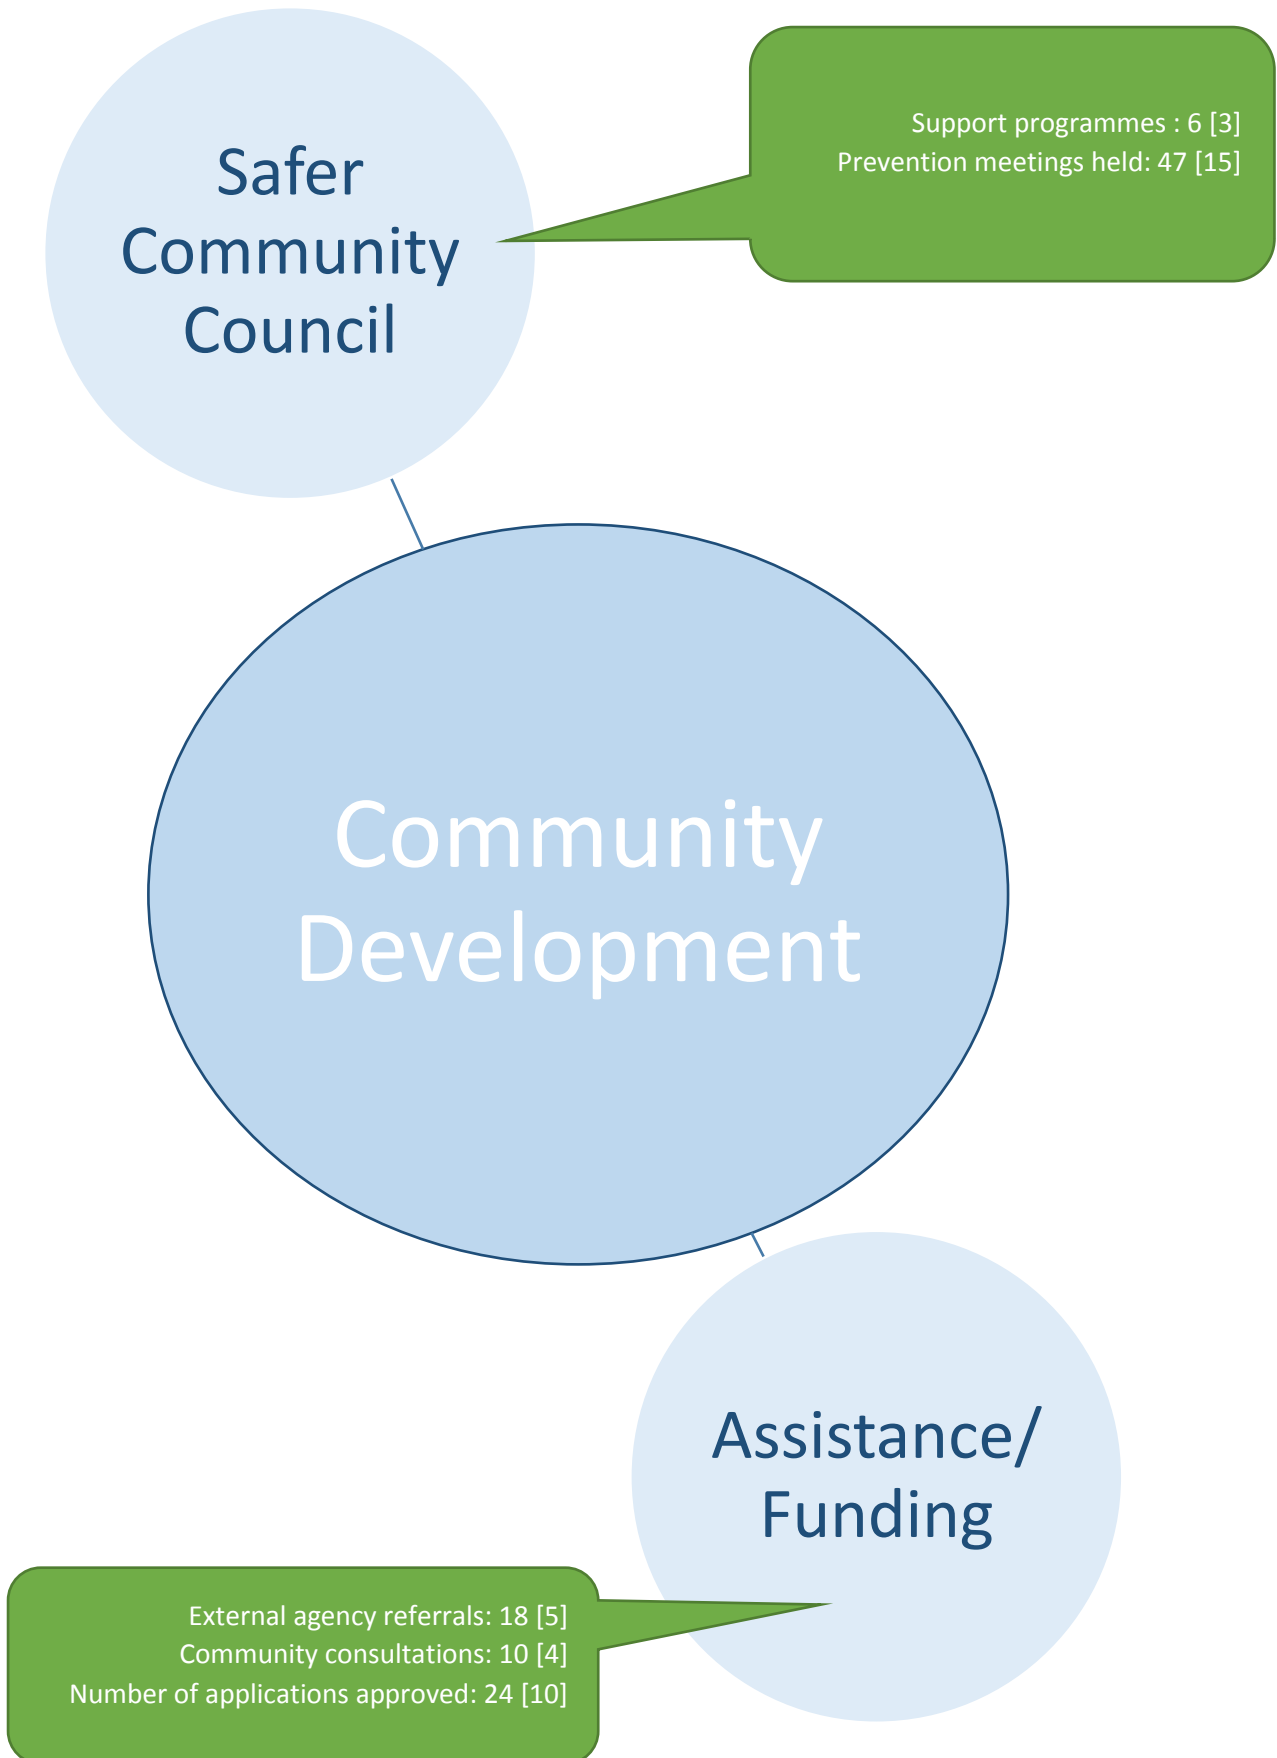 Safer
Community
Council
Support programmes : 6 [3]
Prevention meetings held: 47 [15]
Community
Development
Assistance/
Funding
External agency referrals: 18 [5]
Community consultations: 10 [4]
Number of applications approved: 24 [10]